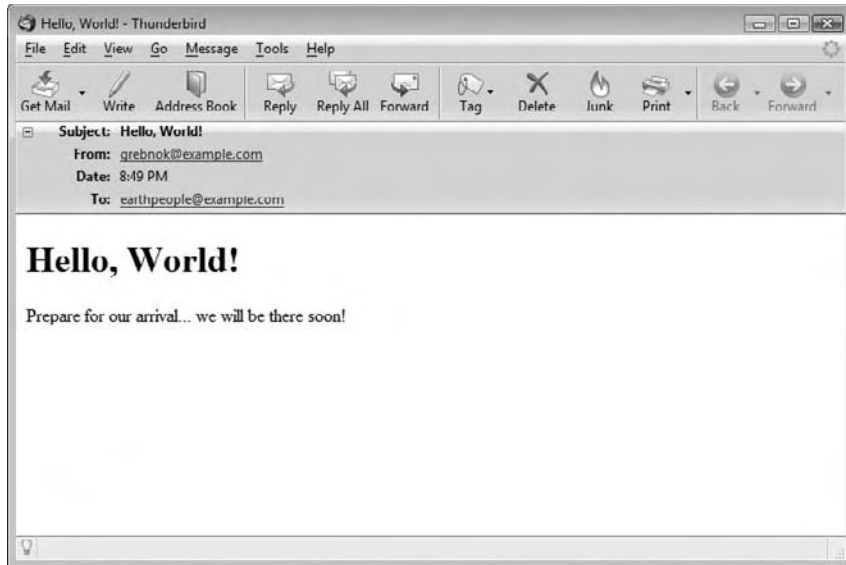 Hello, World! - Thunderbird
File Edit View Go Message Tools Help
Get Mail Write Address Book Reply Reply All Forward Tag Delete Junk Print Back Forward
Subject: Hello, World!
From: grebnok@example.com
Date: 8:49 PM
To: earthpeople@example.com
Hello, World!
Prepare for our arrival... we will be there soon!